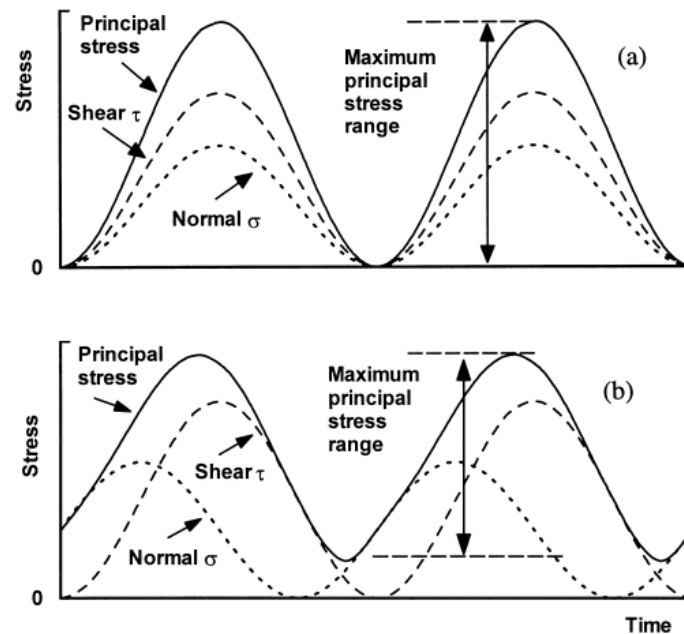 Principal
stress
Stress
Shear τ
Normal σ
Maximum
principal
stress
range
(a)
0
Principal
stress
Stress
Shear τ
Normal σ
Maximum
principal
stress
range
(b)
0
Time